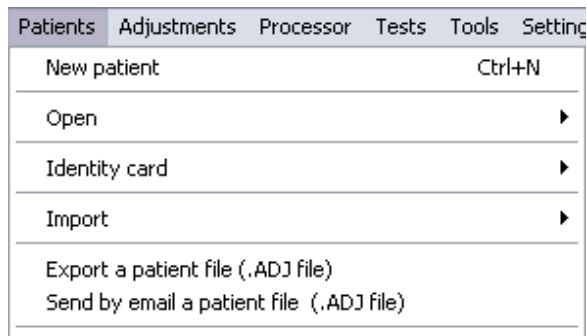 Patients Adjustments Processor Tests Tools Setting
New patient Ctrl+N
Open
Identity card
Import
Export a patient file (.ADJ file)
Send by email a patient file (.ADJ file)